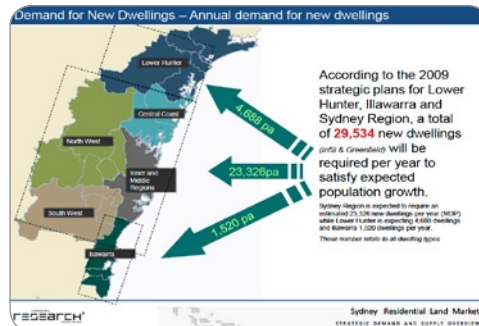 Demand for New Dwellings – Annual demand for new dwellings
Lower Hunter
Central Coast
North West
Inner and
Middle
Regions
South West
Illawarra
4,688 pa
23,326pa
1,520 pa
According to the 2009
strategic plans for Lower
Hunter, Illawarra and
Sydney Region, a total
of 29,534 new dwellings
(Infill & Greenfield) will be
required per year to
satisfy expected
population growth.
Sydney Region is expected to require an
estimated 23,326 new dwellings per year (MDP)
while Lower Hunter is expecting 4,688 dwellings
and Illawarra 1,520 dwellings per year.
These number relate to all dwelling types
research
Sydney Residential Land Market
STRATEGIC DEMAND AND SUPPLY OVERVIEW